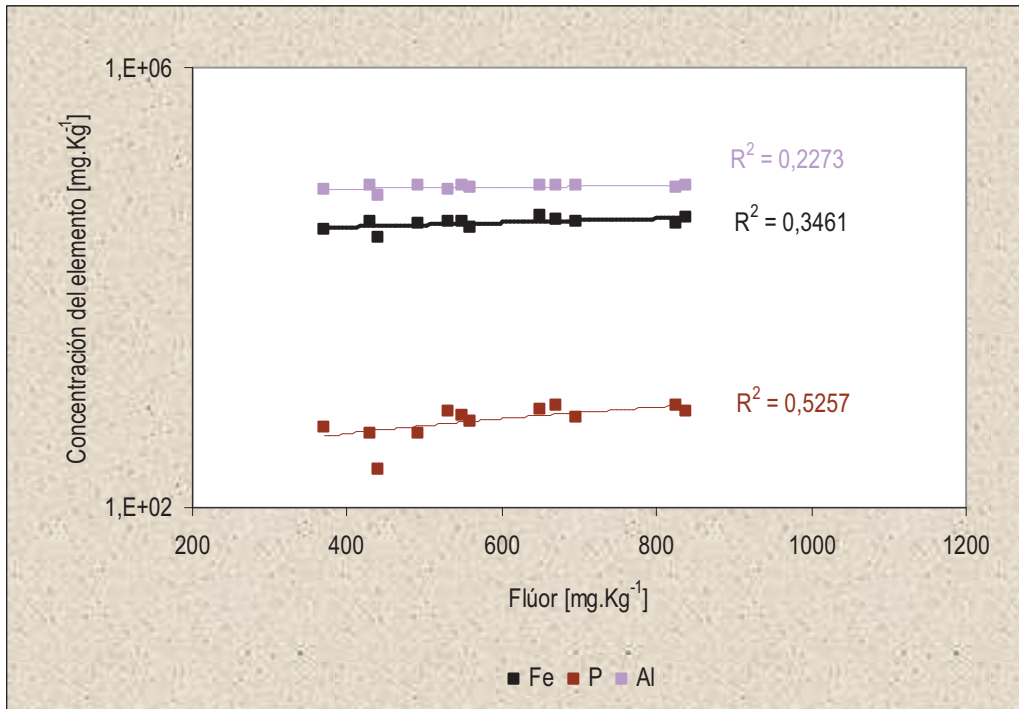 1,E+06
R² = 0,2273
R² = 0,3461
R² = 0,5257
Concentración del elemento [mg.Kg⁻¹]
1,E+02
200 400 600 800 1000 1200
Flúor [mg.Kg⁻¹]
Fe P Al